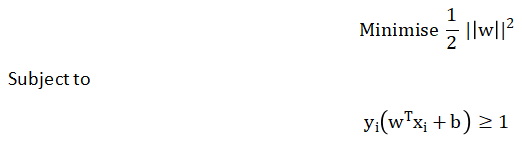 Minimise 1/2 ||w||²
Subject to
yᵢ(wᵀxᵢ + b) ≥ 1